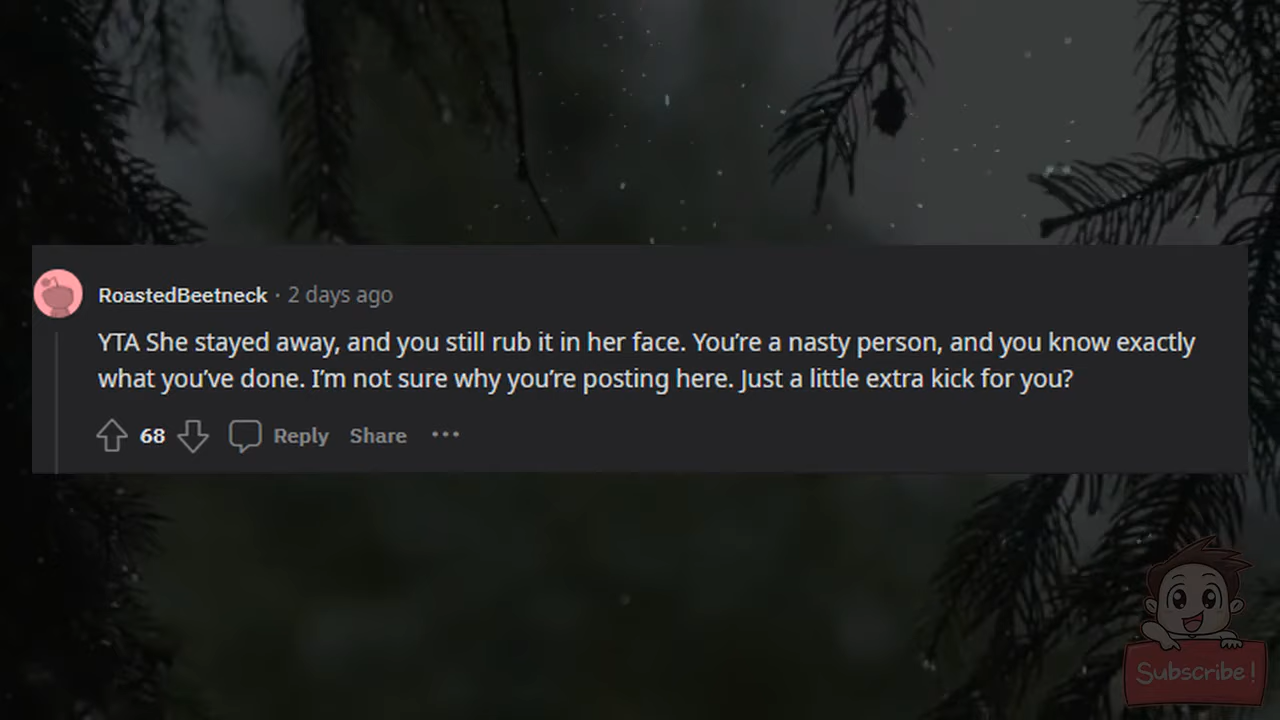 RoastedBeetneck · 2 days ago
YTA She stayed away, and you still rub it in her face. You’re a nasty person, and you know exactly
what you’ve done. I’m not sure why you’re posting here. Just a little extra kick for you?
68 Reply Share •••
Subscribe!